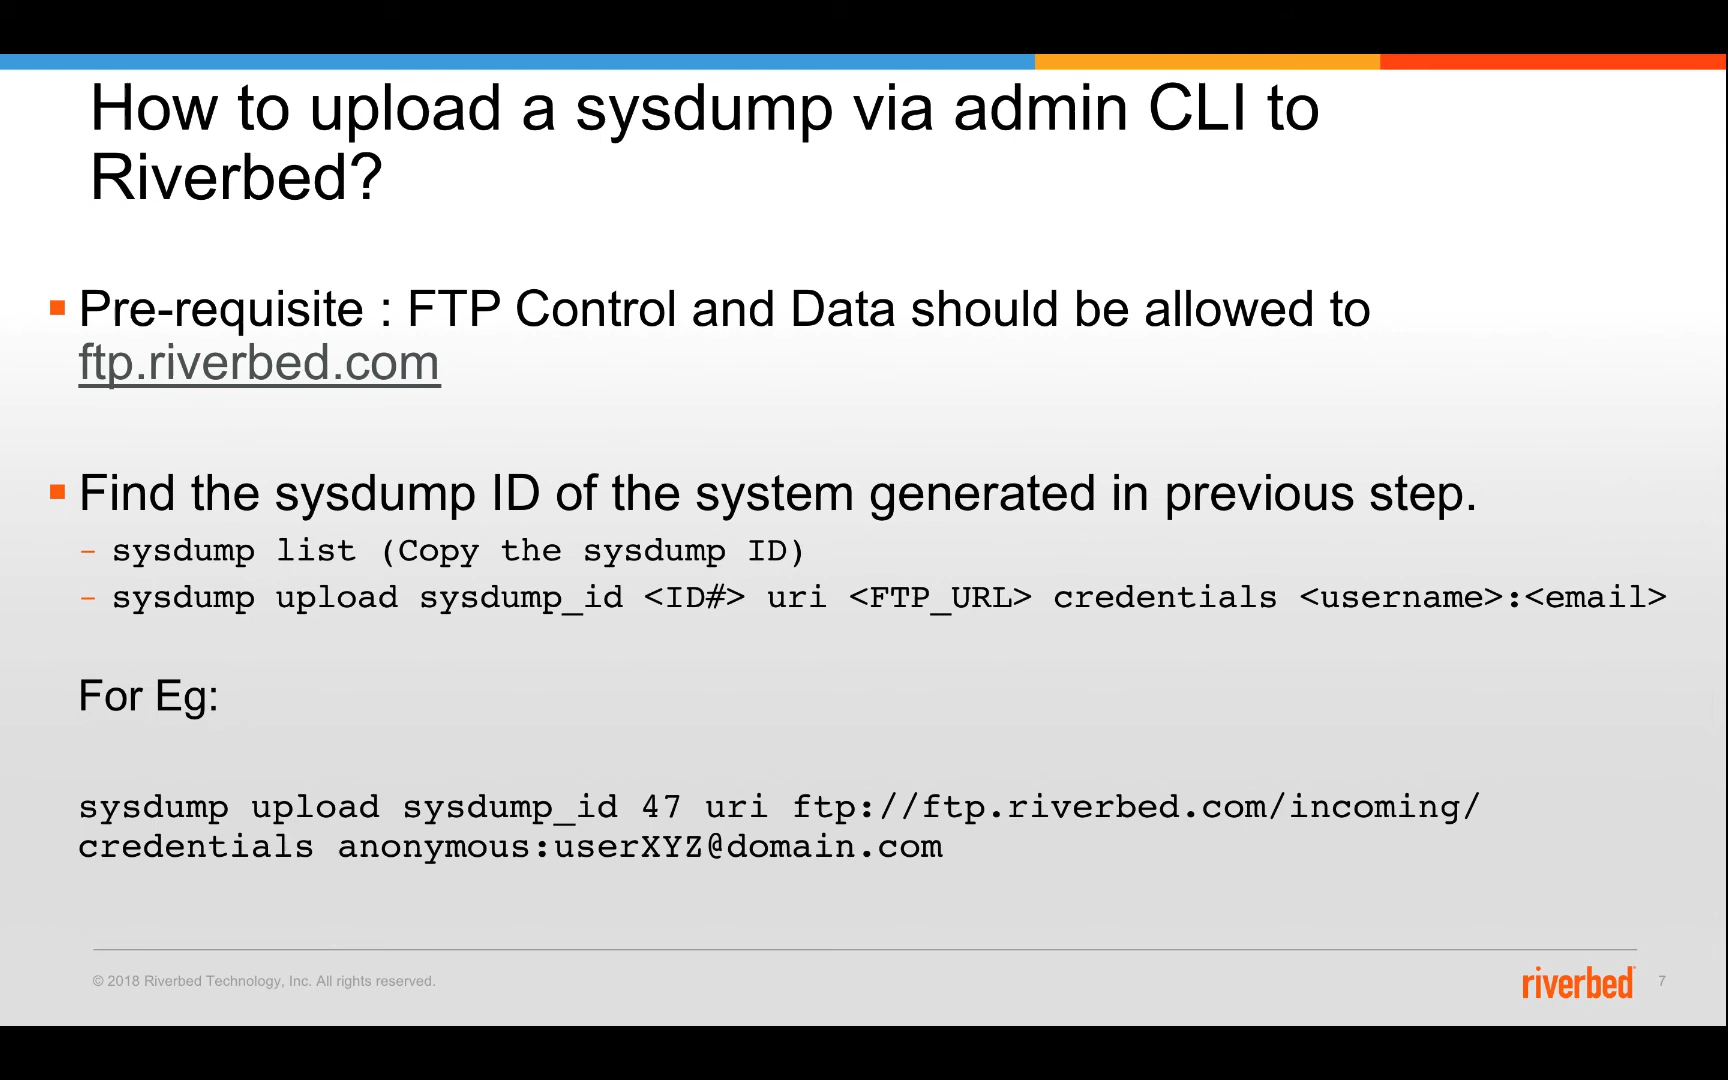 How to upload a sysdump via admin CLI to
Riverbed?
Pre-requisite : FTP Control and Data should be allowed to
ftp.riverbed.com
Find the sysdump ID of the system generated in previous step.
– sysdump list (Copy the sysdump ID)
– sysdump upload sysdump_id <ID#> uri <FTP_URL> credentials <username>:<email>
For Eg:
sysdump upload sysdump_id 47 uri ftp://ftp.riverbed.com/incoming/
credentials anonymous:userXYZ@domain.com
© 2018 Riverbed Technology, Inc. All rights reserved.
riverbed
7